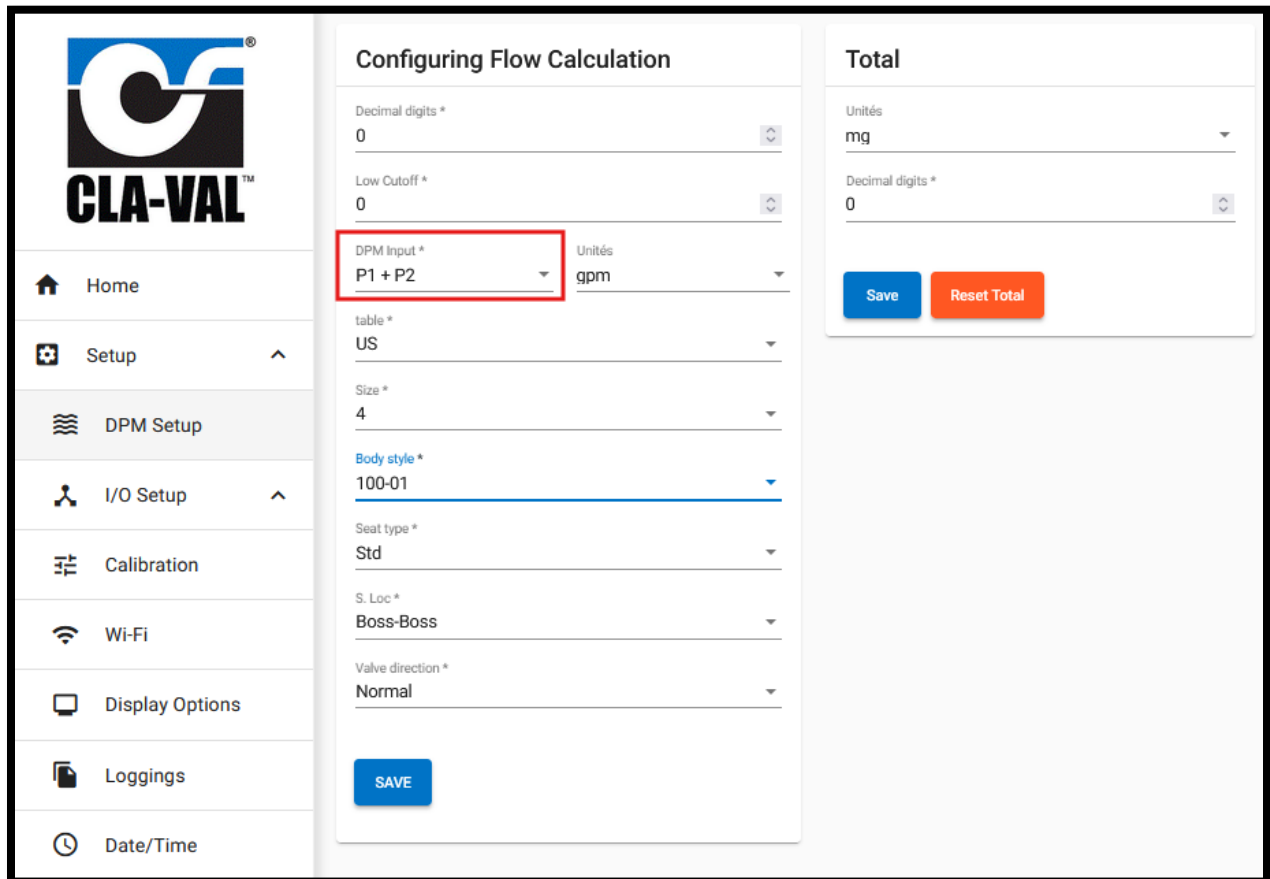 ®
CLA-VAL™
Home
Setup
DPM Setup
I/O Setup
Calibration
Wi-Fi
Display Options
Loggings
Date/Time
Configuring Flow Calculation
Decimal digits *
0
Low Cutoff *
0
DPM Input * Unités
P1 + P2 gpm
table *
US
Size *
4
Body style *
100-01
Seat type *
Std
S. Loc *
Boss-Boss
Valve direction *
Normal
SAVE
Total
Unités
mg
Decimal digits *
0
Save Reset Total